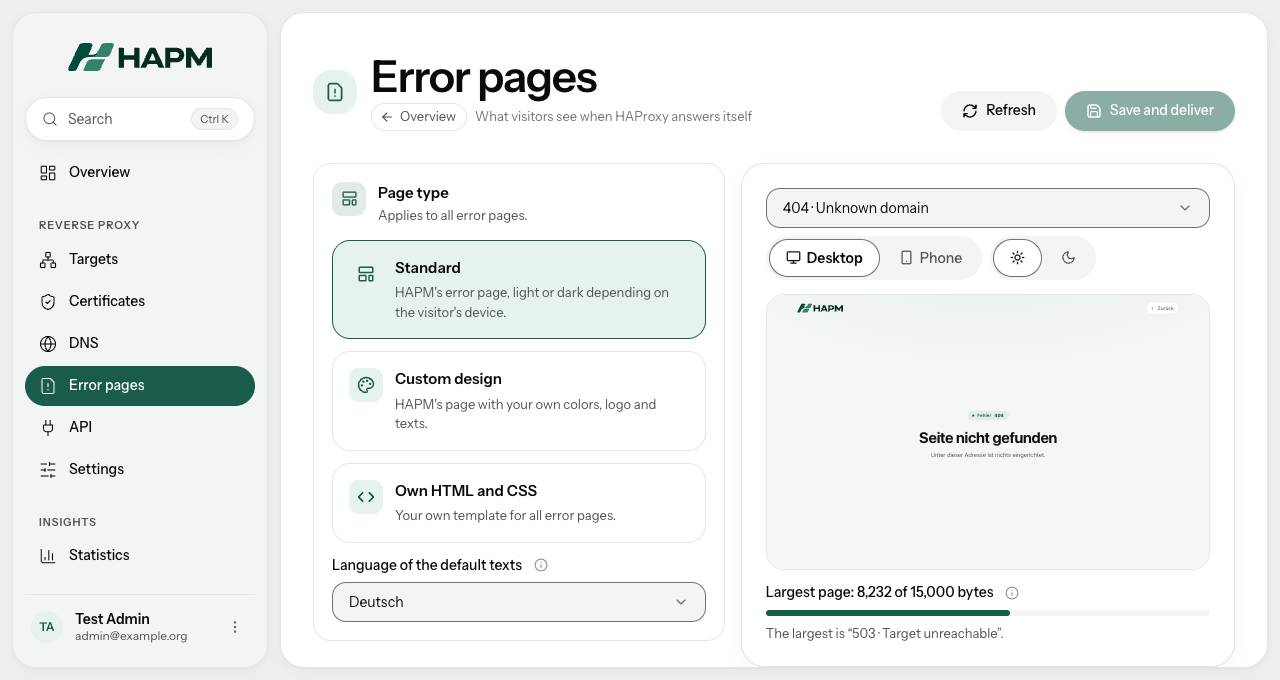 HAPM
Search
Ctrl K
Overview
REVERSE PROXY
Targets
Certificates
DNS
Error pages
API
Settings
INSIGHTS
Statistics
TA
Test Admin
admin@example.org
Error pages
Overview
What visitors see when HAProxy answers itself
Refresh
Save and deliver
Page type
Applies to all error pages.
Standard
HAPM's error page, light or dark depending on
the visitor's device.
Custom design
HAPM's page with your own colors, logo and
texts.
Own HTML and CSS
Your own template for all error pages.
Language of the default texts
Deutsch
404 · Unknown domain
Desktop
Phone
HAPM
Zurück
Fehler 404
Seite nicht gefunden
Unter dieser Adresse ist nichts eingerichtet.
Largest page: 8,232 of 15,000 bytes
The largest is “503 · Target unreachable”.